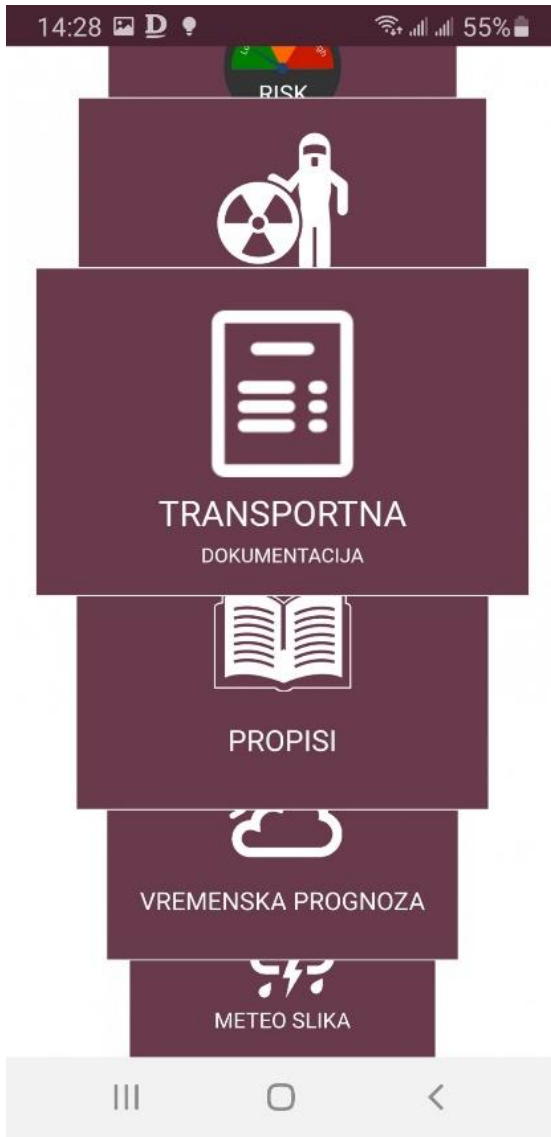 14:28 D 55%
RISK
TRANSPORTNA
DOKUMENTACIJA
PROPISI
VREMENSKA PROGNOZA
METEO SLIKA